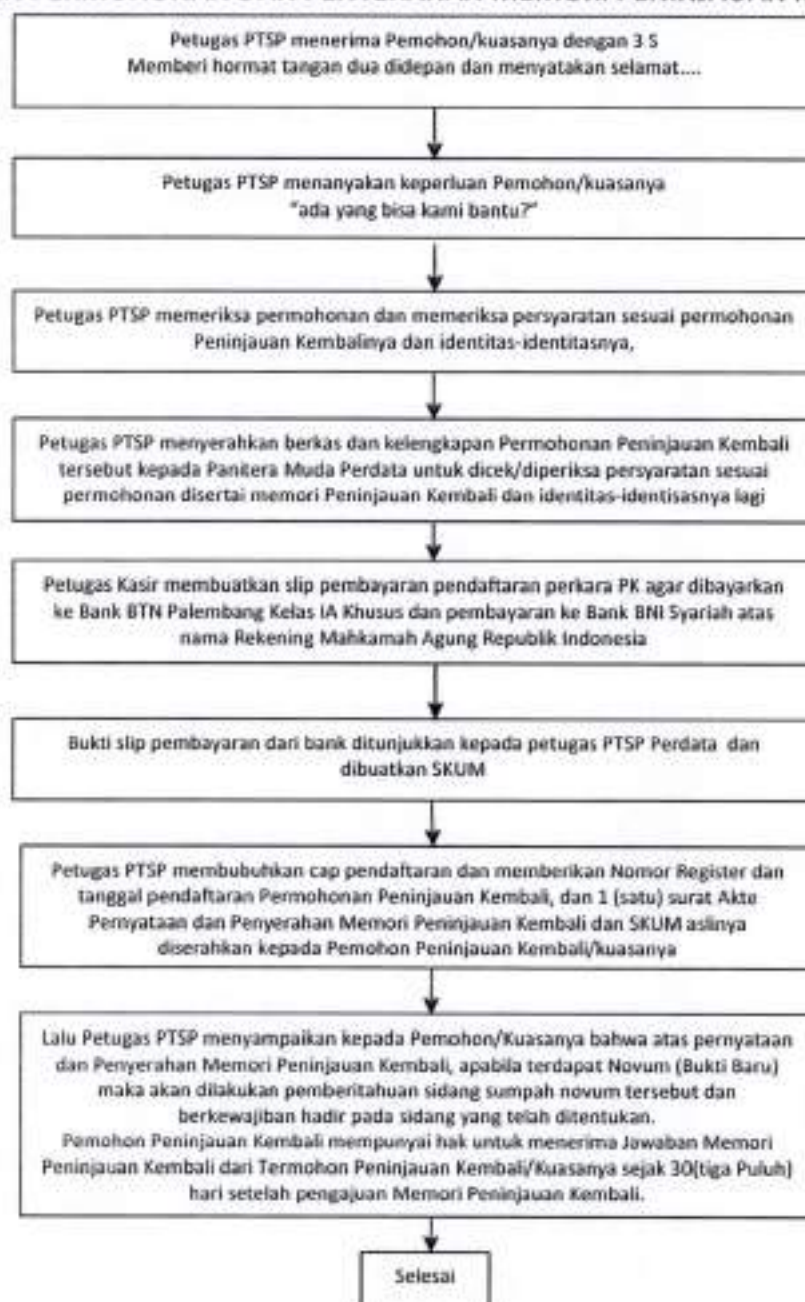 Petugas PTSP menerima Pemohon/kuasanya dengan 3 S
Memberi hormat tangan dua didepan dan menyatakan selamat....
Petugas PTSP menanyakan keperluan Pemohon/kuasanya
"ada yang bisa kami bantu?"
Petugas PTSP memeriksa permohonan dan memeriksa persyaratan sesuai permohonan
Peninjauan Kembalinya dan identitas-identitasnya,
Petugas PTSP menyerahkan berkas dan kelengkapan Permohonan Peninjauan Kembali
tersebut kepada Panitera Muda Perdata untuk dicek/diperiksa persyaratan sesuai
permohonan disertai memori Peninjauan Kembali dan identitas-identisasnya lagi
Petugas Kasir membuatkan slip pembayaran pendaftaran perkara PK agar dibayarkan
ke Bank BTN Palembang Kelas IA Khusus dan pembayaran ke Bank BNI Syariah atas
nama Rekening Mahkamah Agung Republik Indonesia
Bukti slip pembayaran dari bank ditunjukkan kepada petugas PTSP Perdata dan
dibuatkan SKUM
Petugas PTSP membubuhkan cap pendaftaran dan memberikan Nomor Register dan
tanggal pendaftaran Permohonan Peninjauan Kembali, dan 1 (satu) surat Akte
Pernyataan dan Penyerahan Memori Peninjauan Kembali dan SKUM aslinya
diserahkan kepada Pemohon Peninjauan Kembali/kuasanya
Lalu Petugas PTSP menyampaikan kepada Pemohon/Kuasanya bahwa atas pernyataan
dan Penyerahan Memori Peninjauan Kembali, apabila terdapat Novum (Bukti Baru)
maka akan dilakukan pemberitahuan sidang sumpah novum tersebut dan
berkewajiban hadir pada sidang yang telah ditentukan.
Pemohon Peninjauan Kembali mempunyai hak untuk menerima Jawaban Memori
Peninjauan Kembali dari Termohon Peninjauan Kembali/Kuasanya sejak 30(tiga Puluh)
hari setelah pengajuan Memori Peninjauan Kembali.
Selesai